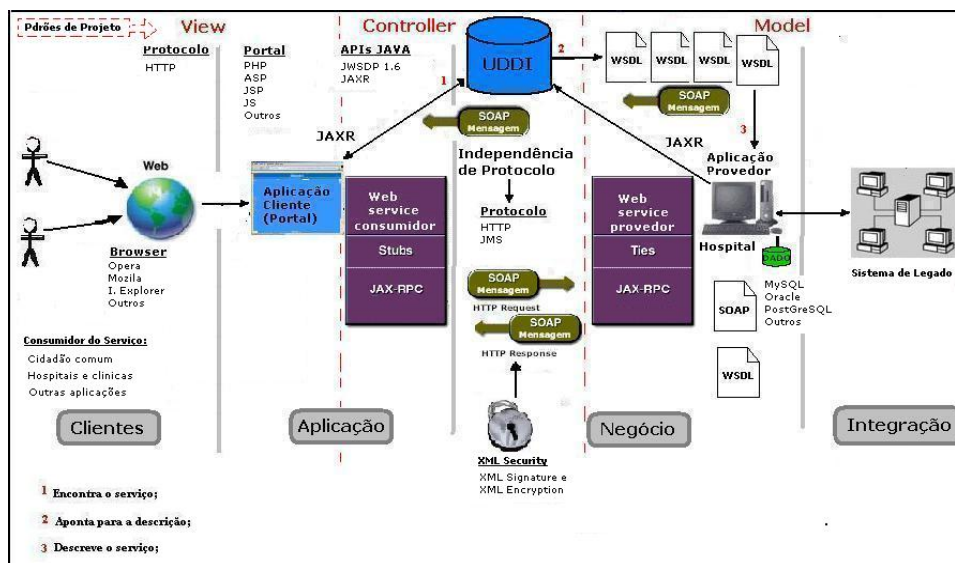 Pdrões de Projeto
View
Controller
Model
Protocolo
HTTP
Portal
PHP
ASP
JSP
JS
Outros
APIs JAVA
JWSDP 1.6
JAXR
1
UDDI
2
WSDL
WSDL
WSDL
WSDL
SOAP
Mensagem
SOAP
Mensagem
3
JAXR
JAXR
Independência
de Protocolo
Aplicação
Provedor
Web
Aplicação
Cliente
(Portal)
Web
service
consumidor
Stubs
JAX-RPC
Protocolo
HTTP
JMS
Web
service
provedor
Ties
JAX-RPC
Hospital
DADO
Sistema de Legado
Browser
Opera
Mozila
I. Explorer
Outros
SOAP
Mensagem
HTTP Request
SOAP
Mensagem
HTTP Response
SOAP
MySQL
Oracle
PostGreSQL
Outros
WSDL
Consumidor do Serviço:
Cidadão comum
Hospitais e clinicas
Outras aplicações
Clientes
Aplicação
Negócio
Integração
XML Security
XML Signature e
XML Encryption
1 Encontra o serviço;
2 Aponta para a descrição;
3 Descreve o serviço;